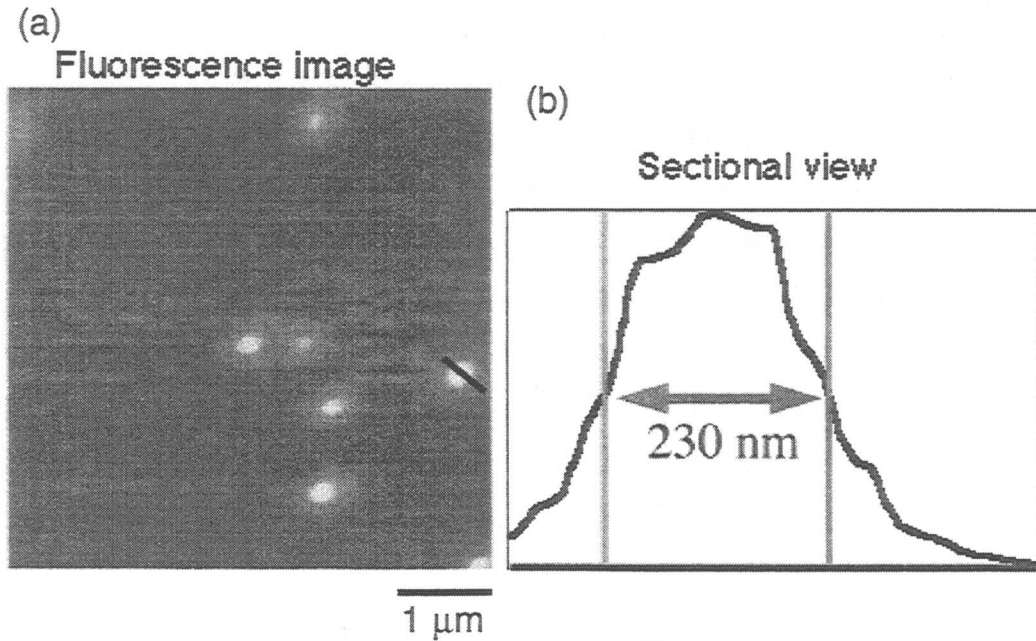 (a)
Fluorescence image
(b)
Sectional view
230 nm
1 μm